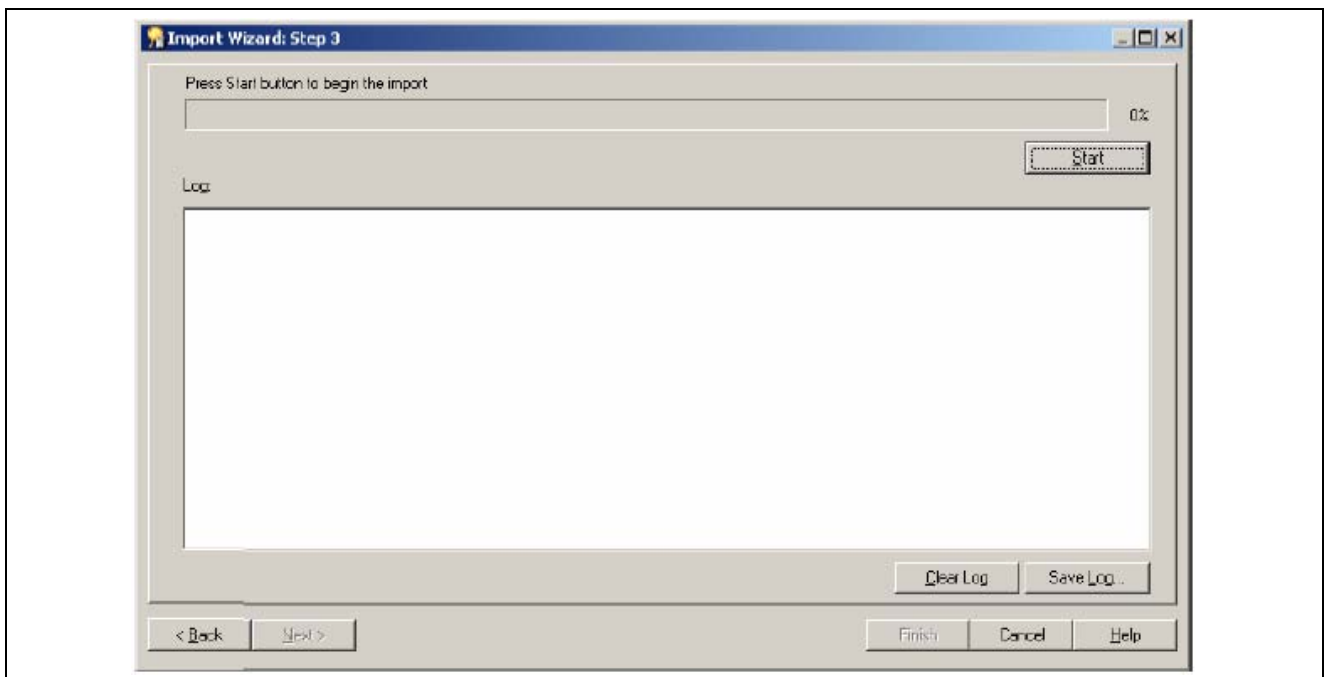 Import Wizard: Step 3
Press Start button to begin the import
0%
Start
Log:
Clear Log
Save Log...
< Back
Next >
Finish
Cancel
Help